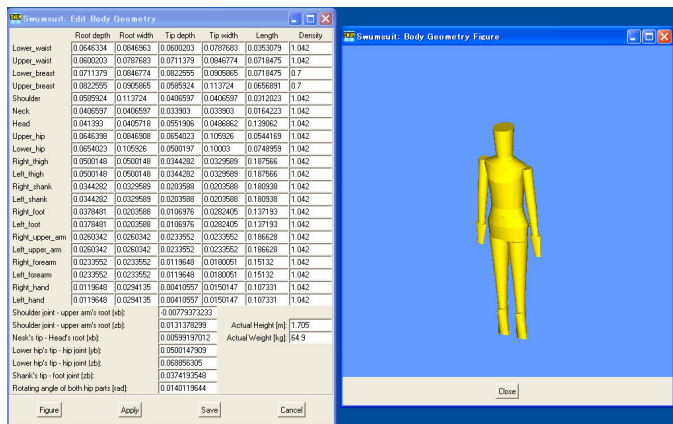 Swumsuit: Edit Body Geometry
Root depth Root width Tip depth Tip width Length Density
Lower_waist 0.0646334 0.0846963 0.0600203 0.0787683 0.0353079 1.042
Upper_waist 0.0600203 0.0787683 0.0711379 0.0846774 0.0718475 1.042
Lower_breast 0.0711379 0.0846774 0.0822555 0.0905865 0.0718475 0.7
Upper_breast 0.0822555 0.0905865 0.0585924 0.113724 0.0656891 0.7
Shoulder 0.0585924 0.113724 0.0406597 0.0406597 0.0312023 1.042
Neck 0.0406597 0.0406597 0.033903 0.033903 0.0164223 1.042
Head 0.041393 0.0405718 0.0551906 0.0486862 0.139062 1.042
Upper_hip 0.0646398 0.0846908 0.0654023 0.105926 0.0544169 1.042
Lower_hip 0.0654023 0.105926 0.0500197 0.10003 0.0748959 1.042
Right_thigh 0.0500148 0.0500148 0.0344282 0.0329589 0.187566 1.042
Left_thigh 0.0500148 0.0500148 0.0344282 0.0329589 0.187566 1.042
Right_shank 0.0344282 0.0329589 0.0203588 0.0203588 0.180938 1.042
Left_shank 0.0344282 0.0329589 0.0203588 0.0203588 0.180938 1.042
Right_foot 0.0378481 0.0203588 0.0106976 0.0282405 0.137193 1.042
Left_foot 0.0378481 0.0203588 0.0106976 0.0282405 0.137193 1.042
Right_upper_arm 0.0260342 0.0260342 0.0233552 0.0233552 0.186628 1.042
Left_upper_arm 0.0260342 0.0260342 0.0233552 0.0233552 0.186628 1.042
Right_forearm 0.0233552 0.0233552 0.0119648 0.0180051 0.15132 1.042
Left_forearm 0.0233552 0.0233552 0.0119648 0.0180051 0.15132 1.042
Right_hand 0.0119648 0.0294135 0.00410557 0.0150147 0.107331 1.042
Left_hand 0.0119648 0.0294135 0.00410557 0.0150147 0.107331 1.042
Shoulder joint - upper arm's root (xb): -0.00779373233
Shoulder joint - upper arm's root (zb): 0.0131378299 Actual Height [m]: 1.705
Nesk's tip - Head's root (xb): 0.00599197012 Actual Weight [kg]: 64.9
Lower hip's tip - hip joint (yb): 0.0500147909
Lower hip's tip - hip joint (zb): 0.068856305
Shank's tip - foot joint (zb): 0.0374193548
Rotating angle of both hip parts [rad]: 0.0140119644
Figure Apply Save Cancel
Swumsuit: Body Geometry Figure
Close